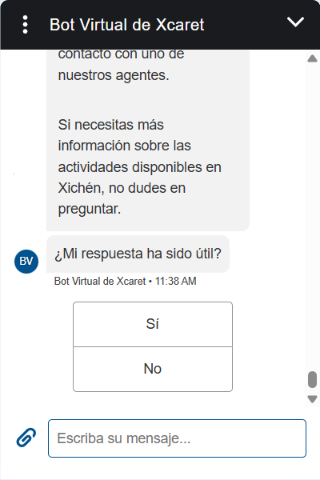 Bot Virtual de Xcaret
contacto con uno de
nuestros agentes.
Si necesitas más
información sobre las
actividades disponibles en
Xichén, no dudes en
preguntar.
¿Mi respuesta ha sido útil?
BV
Bot Virtual de Xcaret • 11:38 AM
Sí
No
Escriba su mensaje...